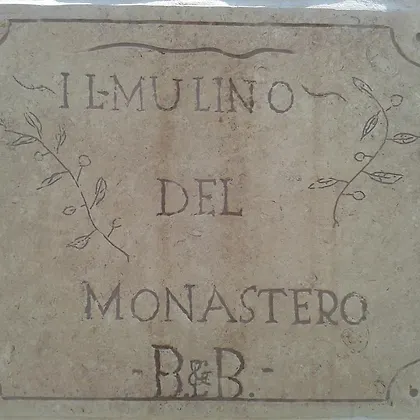 IL MULINO
DEL
MONASTERO
- B.&B. -